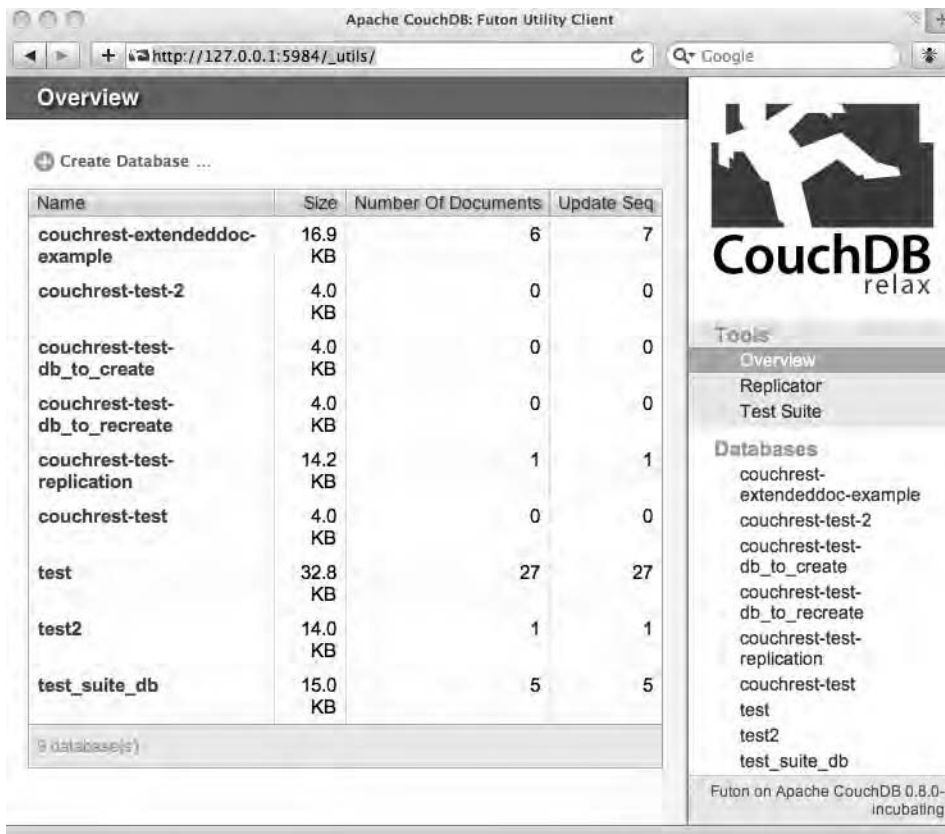 Apache CouchDB: Futon Utility Client
http://127.0.0.1:5984/_utils/
Google
Overview
Create Database ...
Name Size Number Of Documents Update Seq
couchrest-extendeddoc-example 16.9 KB 6 7
couchrest-test-2 4.0 KB 0 0
couchrest-test-db_to_create 4.0 KB 0 0
couchrest-test-db_to_recreate 4.0 KB 0 0
couchrest-test-replication 14.2 KB 1 1
couchrest-test 4.0 KB 0 0
test 32.8 KB 27 27
test2 14.0 KB 1 1
test_suite_db 15.0 KB 5 5
9 database(s)
CouchDB
relax
Tools
Overview
Replicator
Test Suite
Databases
couchrest-
extendeddoc-example
couchrest-test-2
couchrest-test-
db_to_create
couchrest-test-
db_to_recreate
couchrest-test-
replication
couchrest-test
test
test2
test_suite_db
Futon on Apache CouchDB 0.8.0-
incubating